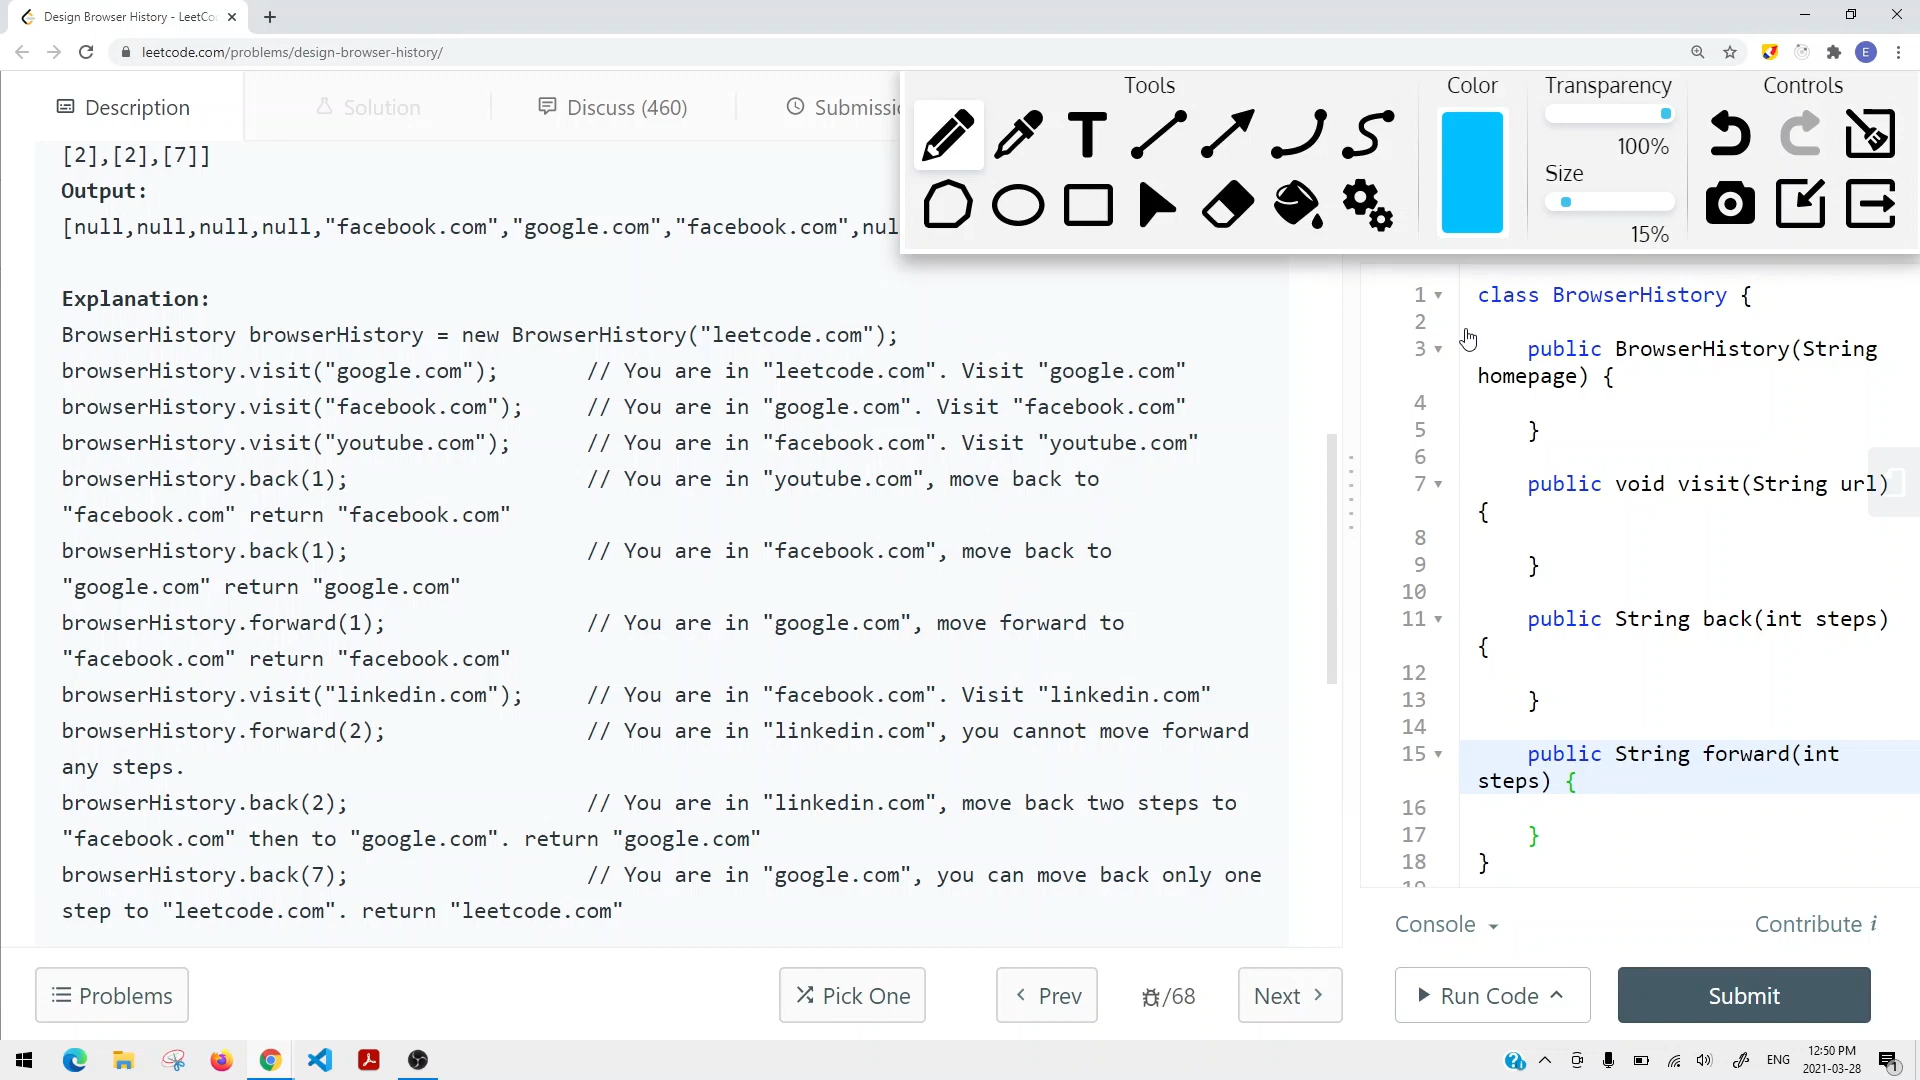 Design Browser History - LeetCo
leetcode.com/problems/design-browser-history/
E
Description
Solution
Discuss (460)
Submissi
Tools
Color
Transparency
Controls
100%
Size
15%
T
[2],[2],[7]]
Output:
[null,null,null,null,"facebook.com","google.com","facebook.com",nul
Explanation:
BrowserHistory browserHistory = new BrowserHistory("leetcode.com");
browserHistory.visit("google.com");       // You are in "leetcode.com". Visit "google.com"
browserHistory.visit("facebook.com");     // You are in "google.com". Visit "facebook.com"
browserHistory.visit("youtube.com");      // You are in "facebook.com". Visit "youtube.com"
browserHistory.back(1);                   // You are in "youtube.com", move back to
"facebook.com" return "facebook.com"
browserHistory.back(1);                   // You are in "facebook.com", move back to
"google.com" return "google.com"
browserHistory.forward(1);                // You are in "google.com", move forward to
"facebook.com" return "facebook.com"
browserHistory.visit("linkedin.com");     // You are in "facebook.com". Visit "linkedin.com"
browserHistory.forward(2);                // You are in "linkedin.com", you cannot move forward
any steps.
browserHistory.back(2);                   // You are in "linkedin.com", move back two steps to
"facebook.com" then to "google.com". return "google.com"
browserHistory.back(7);                   // You are in "google.com", you can move back only one
step to "leetcode.com". return "leetcode.com"
1 class BrowserHistory {
2
3     public BrowserHistory(String
homepage) {
4
5     }
6
7     public void visit(String url)
{
8
9     }
10
11     public String back(int steps)
{
12
13     }
14
15     public String forward(int
steps) {
16
17     }
18 }
19
Console
Contribute i
Problems
Pick One
Prev
/68
Next
Run Code
Submit
ENG
12:50 PM
2021-03-28
1